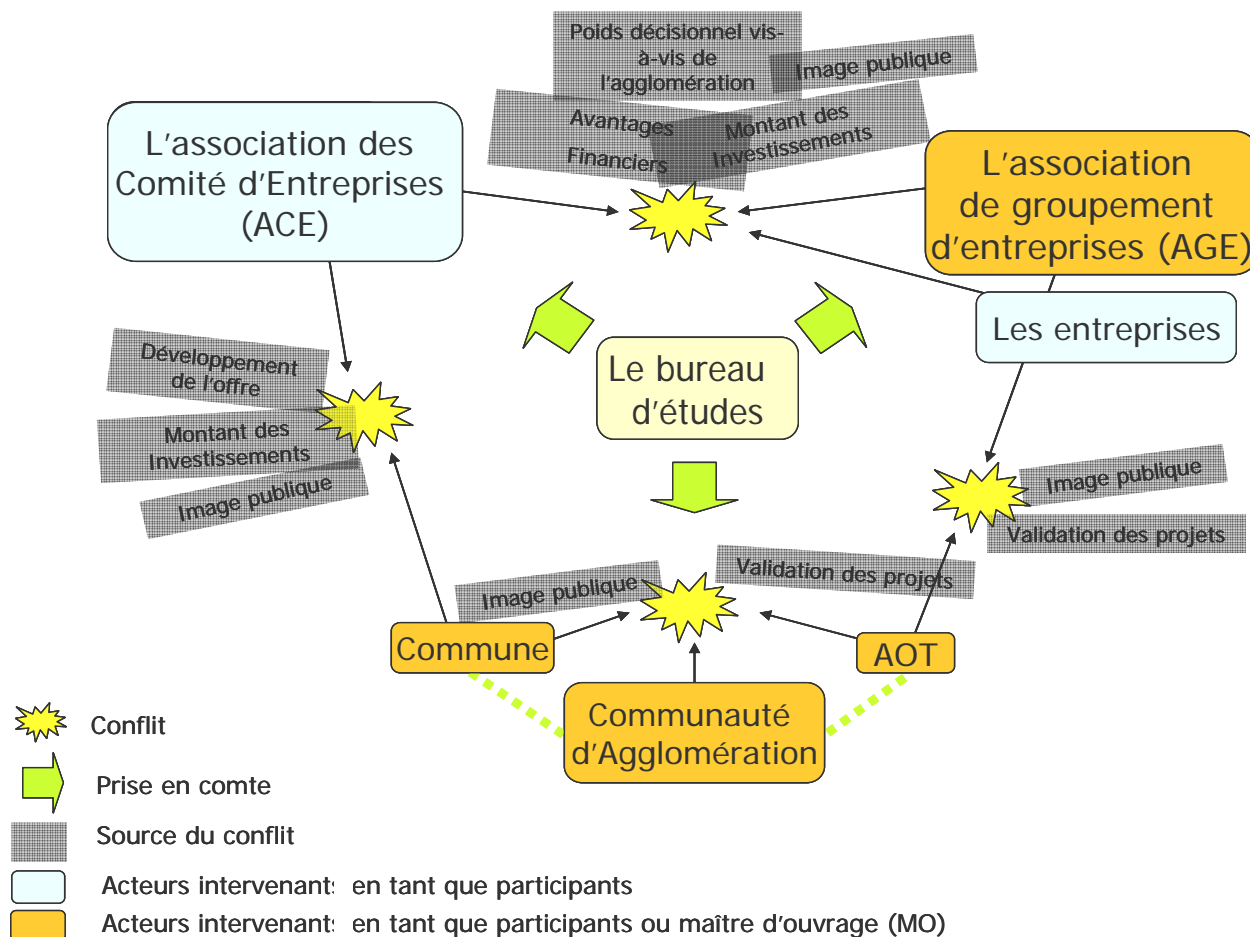 Poids décisionnel vis-
à-vis de
l'agglomération
Image publique
Avantages
Financiers
Montant des
Investissements
L'association des
Comité d'Entreprises
(ACE)
L'association
de groupement
d'entreprises (AGE)
Les entreprises
Le bureau
d'études
Développement
de l'offre
Montant des
Investissements
Image publique
Image publique
Validation des projets
Image publique
Validation des projets
Commune
AOT
Communauté
d'Agglomération
Conflit
Prise en comte
Source du conflit
Acteurs intervenants en tant que participants
Acteurs intervenants en tant que participants ou maître d'ouvrage (MO)